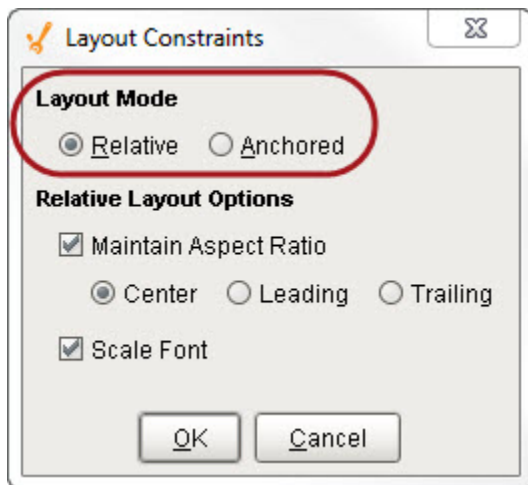 Layout Constraints
Layout Mode
Relative Anchored
Relative Layout Options
Maintain Aspect Ratio
Center Leading Trailing
Scale Font
OK Cancel